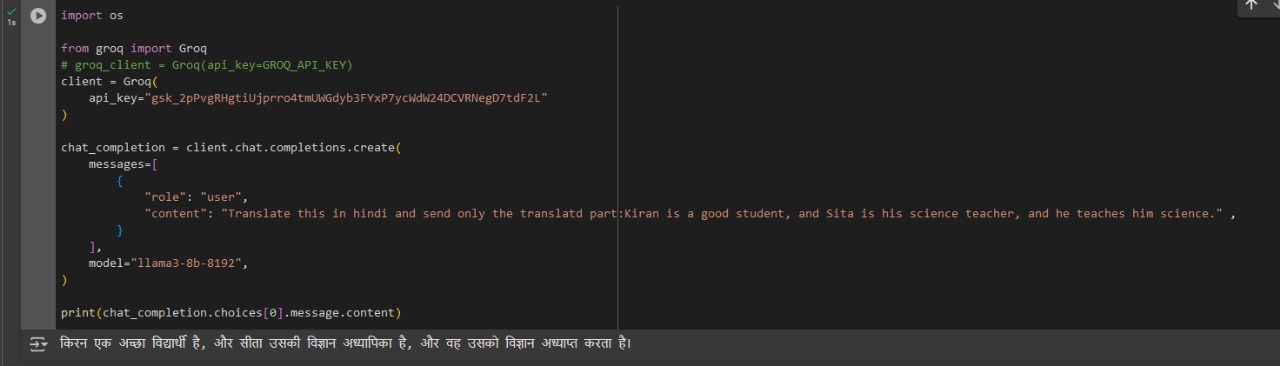 1s
import os
from groq import Groq
# groq_client = Groq(api_key=GROQ_API_KEY)
client = Groq(
api_key="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"
)
chat_completion = client.chat.completions.create(
messages=[
{
"role": "user",
"content": "Translate this in hindi and send only the translatd part:Kiran is a good student, and Sita is his science teacher, and he teaches him science." ,
}
],
model="llama3-8b-8192",
)
print(chat_completion.choices[0].message.content)
किरन एक अच्छा विद्यार्थी है, और सीता उसकी विज्ञान अध्यापिका है, और वह उसको विज्ञान अध्याप्त करता है।